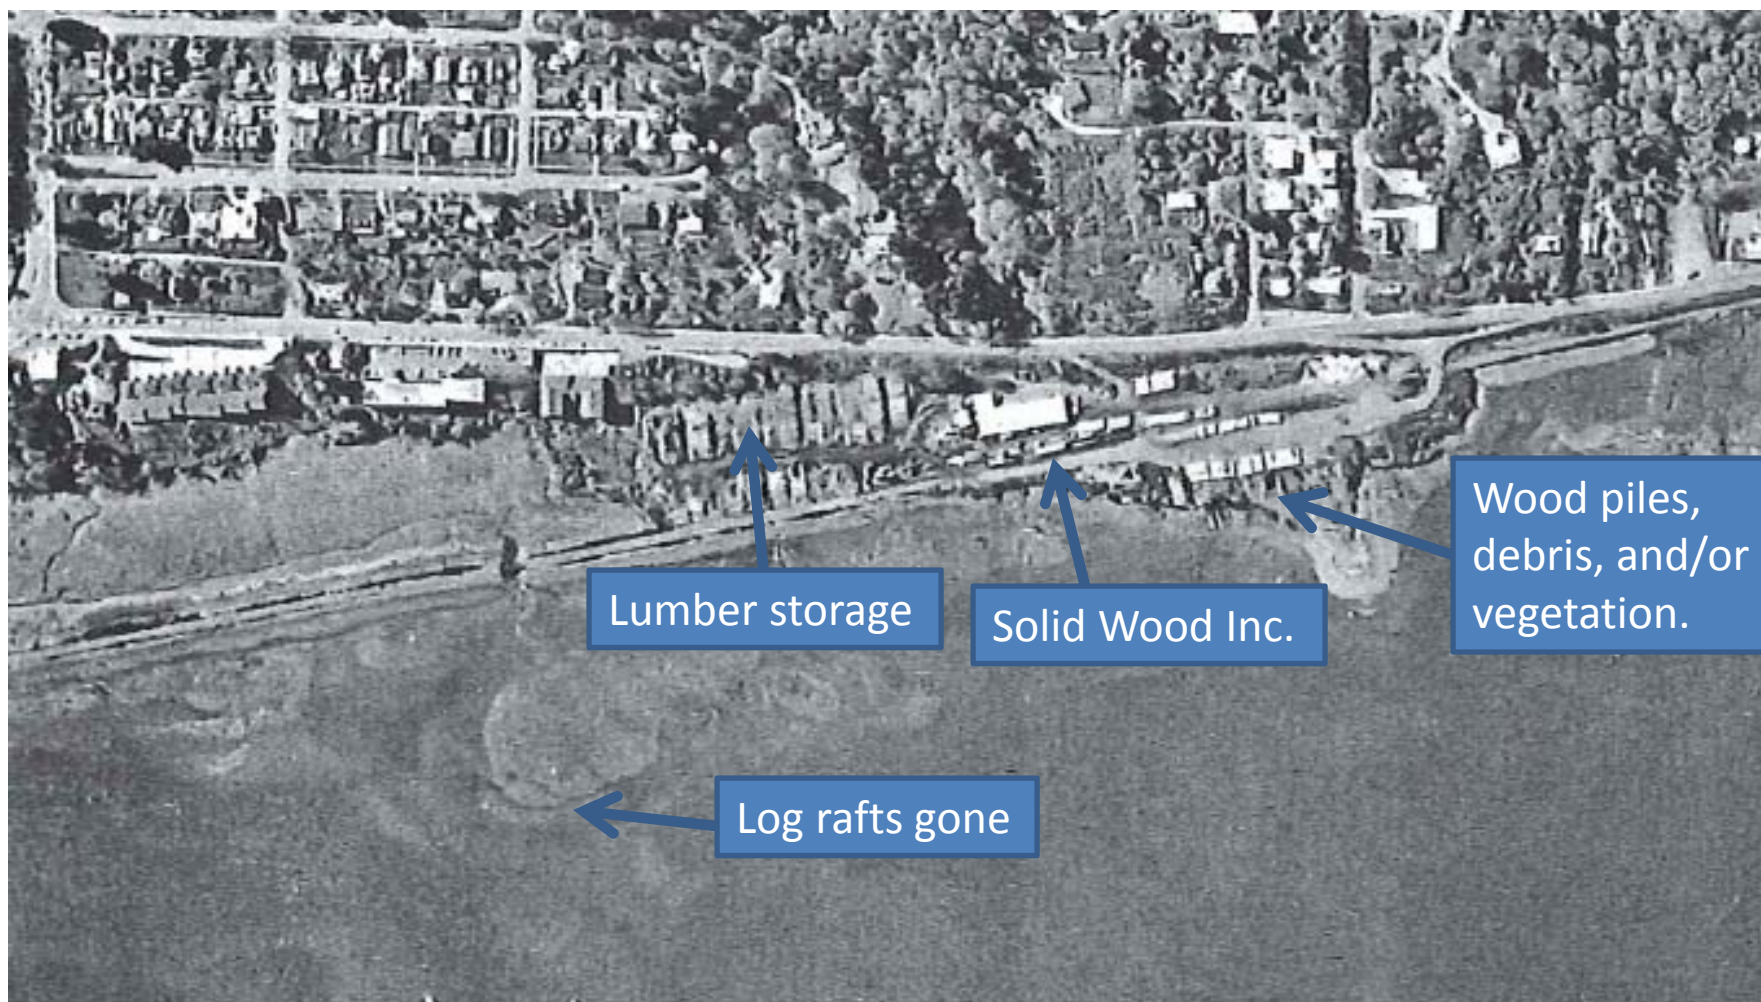 Wood piles,
debris, and/or
vegetation.
Lumber storage
Solid Wood Inc.
Log rafts gone